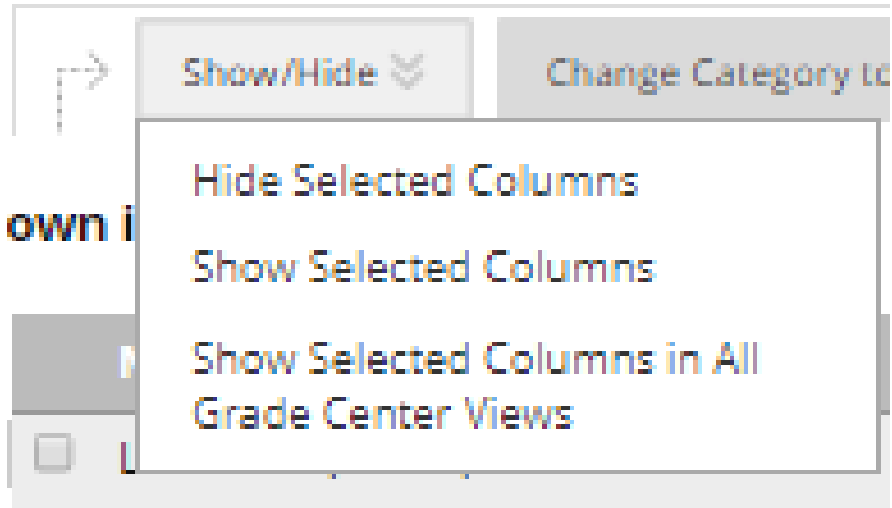 Show/Hide
Change Category to
Hide Selected Columns
own i
Show Selected Columns
Show Selected Columns in All
Grade Center Views